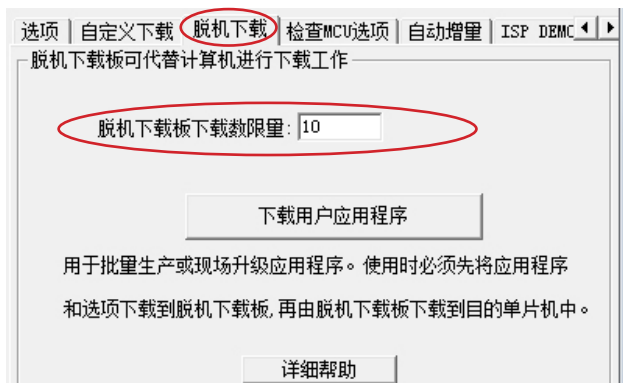 选项 自定义下载 脱机下载 检查MCU选项 自动增量 ISP DEMC
脱机下载板可代替计算机进行下载工作
脱机下载板下载数限量: 10
下载用户应用程序
用于批量生产或现场升级应用程序。使用时必须先将应用程序
和选项下载到脱机下载板,再由脱机下载板下载到目的单片机中。
详细帮助